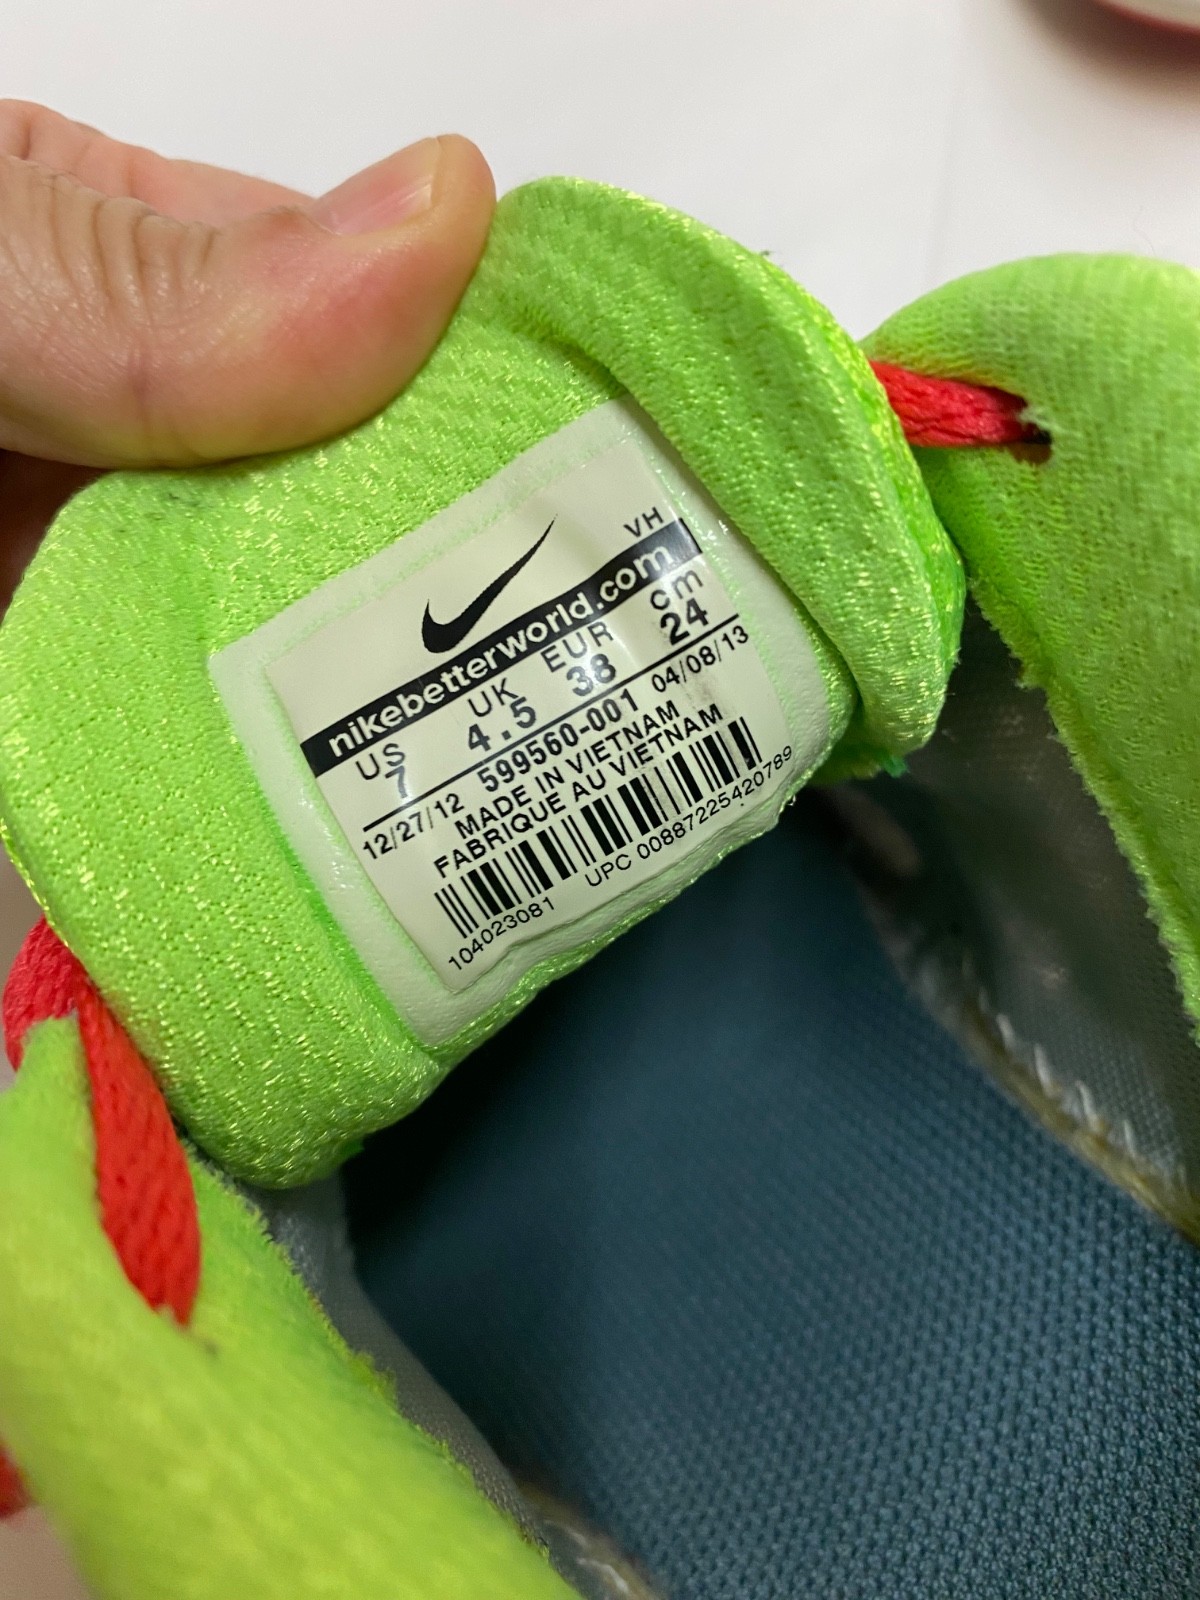 VH
nikebetterworld.com
US UK EUR cm
7 4.5 38 24
12/27/12 599560-001 04/08/13
MADE IN VIETNAM
FABRIQUE AU VIETNAM
104023081 UPC 00887225420789